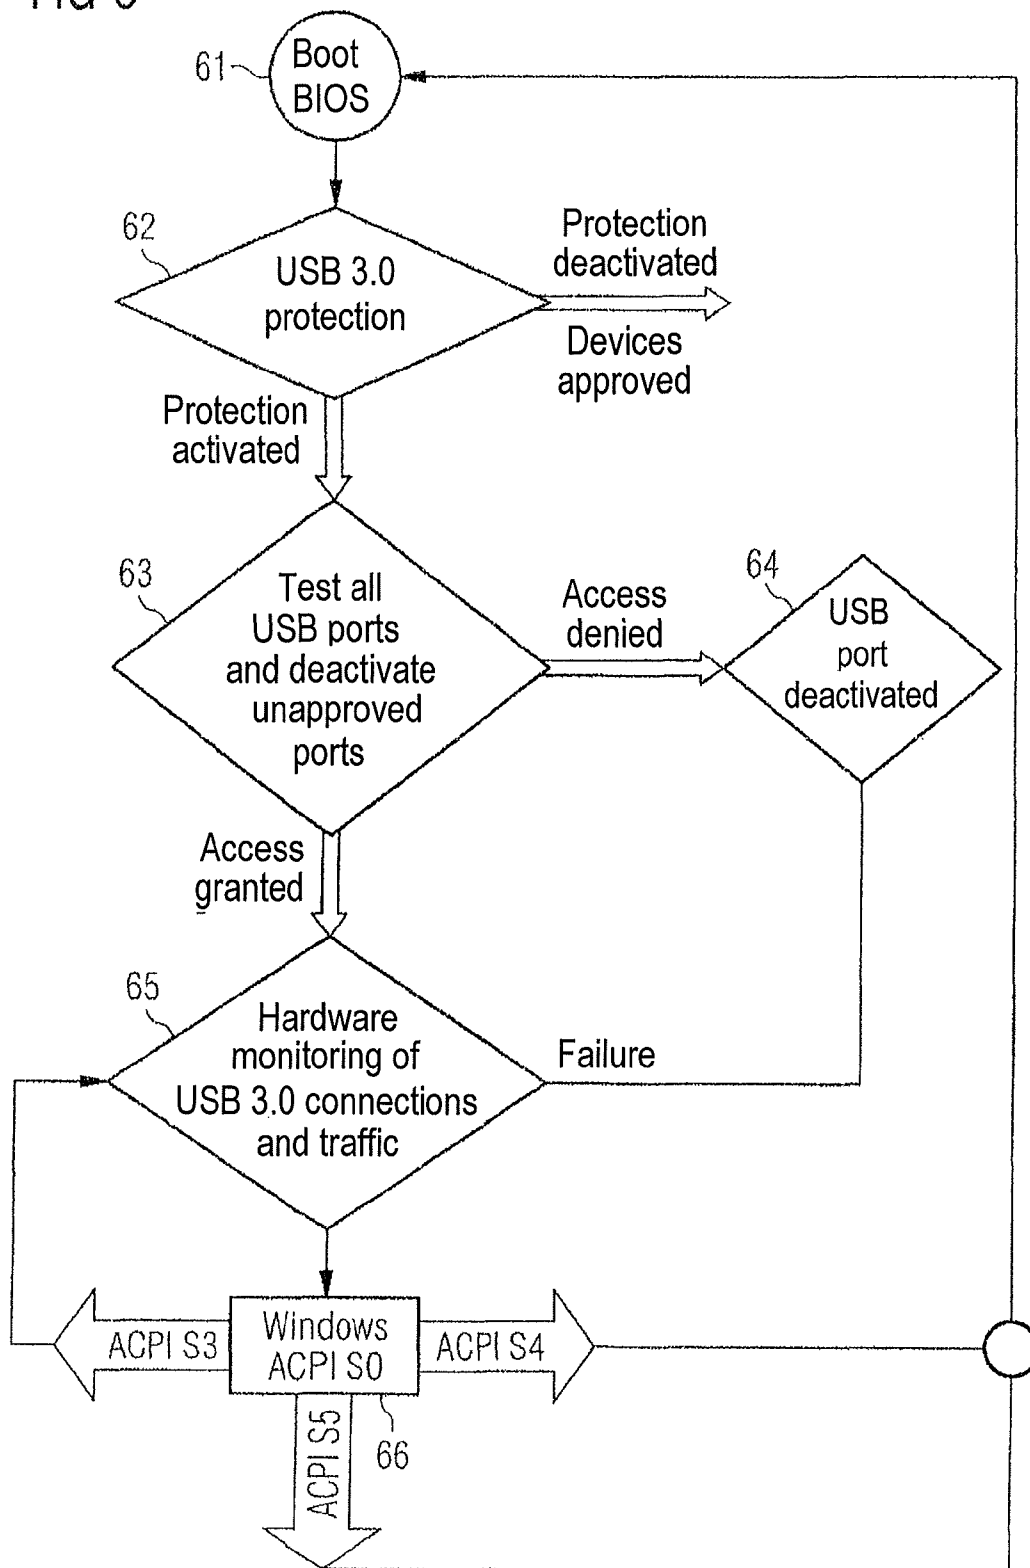 61
Boot
BIOS
62
USB 3.0
protection
Protection
deactivated
Devices
approved
Protection
activated
63
Test all
USB ports
and deactivate
unapproved
ports
Access
denied
64
USB
port
deactivated
Access
granted
65
Hardware
monitoring of
USB 3.0 connections
and traffic
Failure
ACPI S3
Windows
ACPI S0
ACPI S4
66
ACPI S5